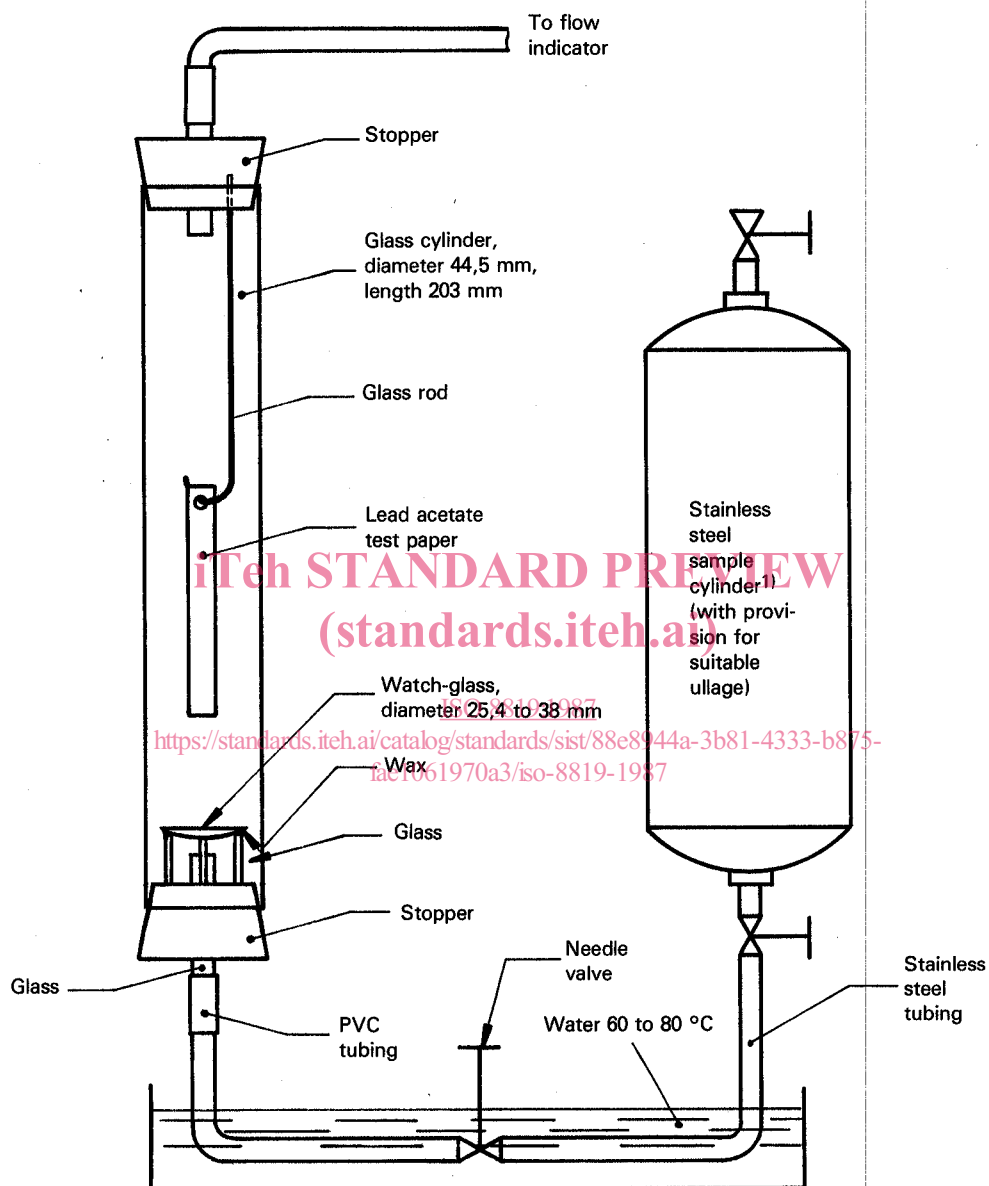 To flow
indicator
Stopper
Glass cylinder,
diameter 44,5 mm,
length 203 mm
Glass rod
Lead acetate
test paper
Stainless
steel
sample
cylinder1)
(with provi-
sion for
suitable
ullage)
iTeh STANDARD PREVIEW
(standards.iteh.ai)
Watch-glass,
diameter 25,4 to 38 mm
ISO 8819:1987
https://standards.iteh.ai/catalog/standards/sist/88e8944a-3b81-4333-b875-
fae1061970a3/iso-8819-1987
Wax
Glass
Stopper
Glass
PVC
tubing
Needle
valve
Water 60 to 80 °C
Stainless
steel
tubing